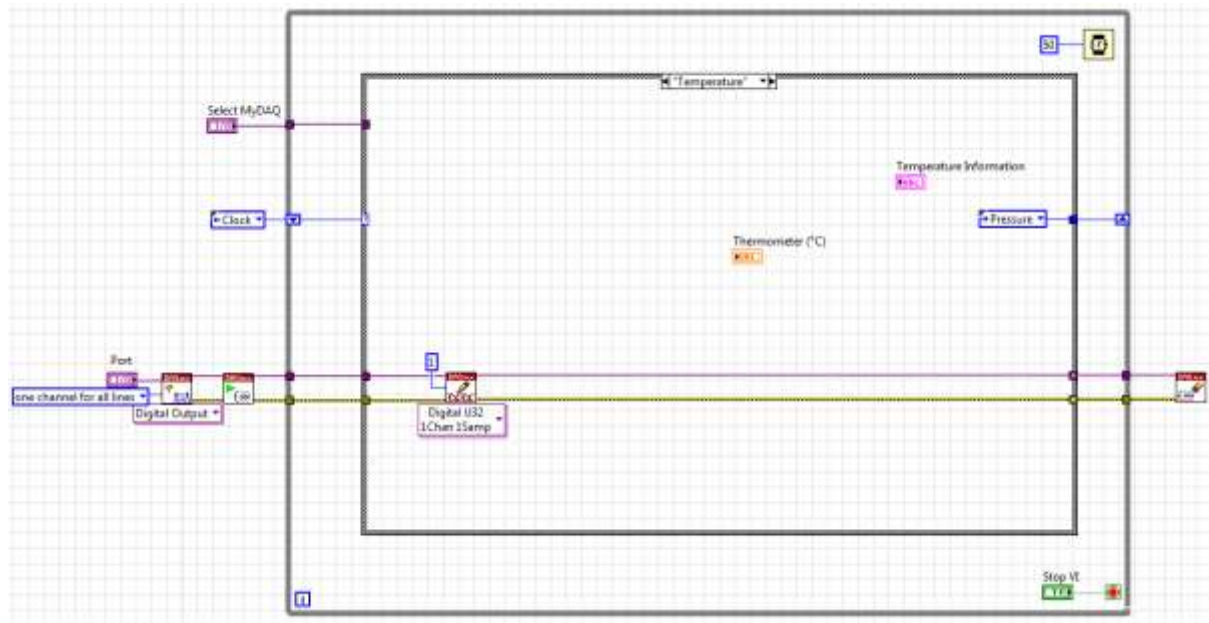 50
"Temperature"
Select MyDAQ
Temperature Information
Clock
Pressure
Thermometer (°C)
Port
1
one channel for all lines
Digital Output
Digital U32
1Chan 1Samp
Stop VI
TF
i